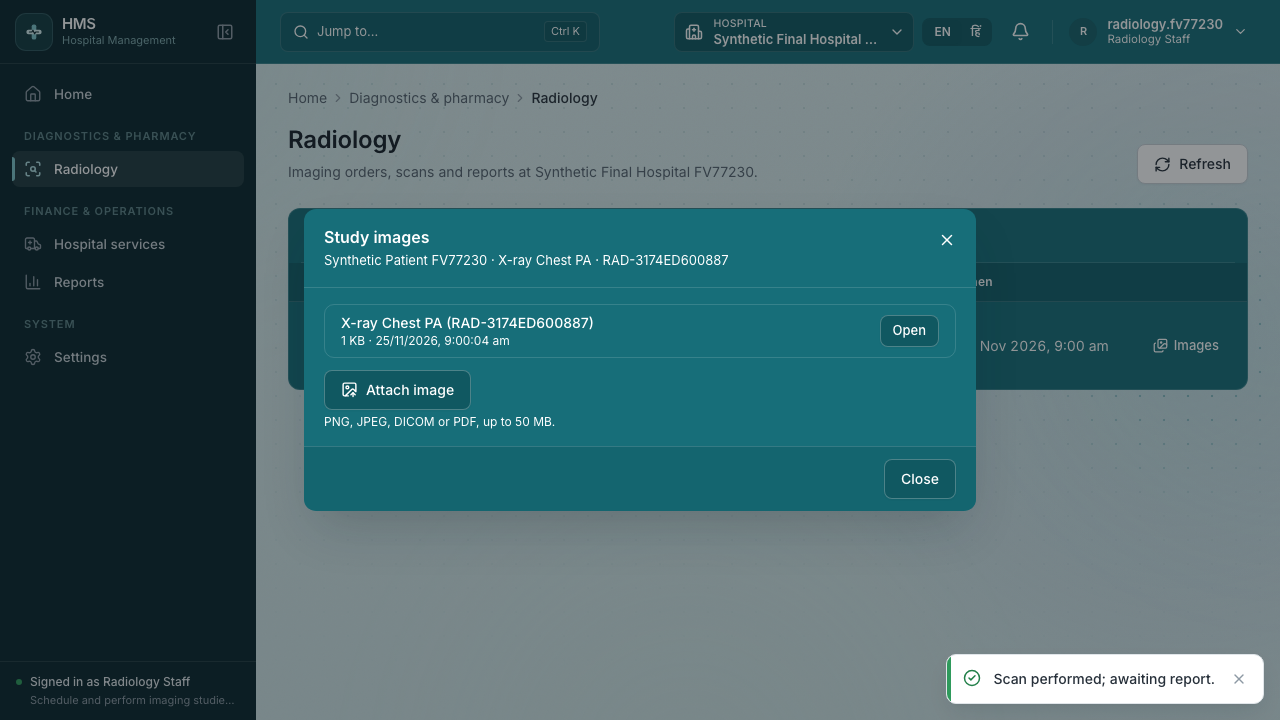 HMS
Hospital Management
Jump to...
Ctrl K
HOSPITAL
Synthetic Final Hospital ...
EN
हिं
R
radiology.fv77230
Radiology Staff
Home
DIAGNOSTICS & PHARMACY
Radiology
FINANCE & OPERATIONS
Hospital services
Reports
SYSTEM
Settings
Signed in as Radiology Staff
Schedule and perform imaging studie...
Home
Diagnostics & pharmacy
Radiology
Radiology
Imaging orders, scans and reports at Synthetic Final Hospital FV77230.
Refresh
Nov 2026, 9:00 am
Images
Study images
Synthetic Patient FV77230 · X-ray Chest PA · RAD-3174ED600887
X-ray Chest PA (RAD-3174ED600887)
1 KB · 25/11/2026, 9:00:04 am
Open
Attach image
PNG, JPEG, DICOM or PDF, up to 50 MB.
Close
Scan performed; awaiting report.